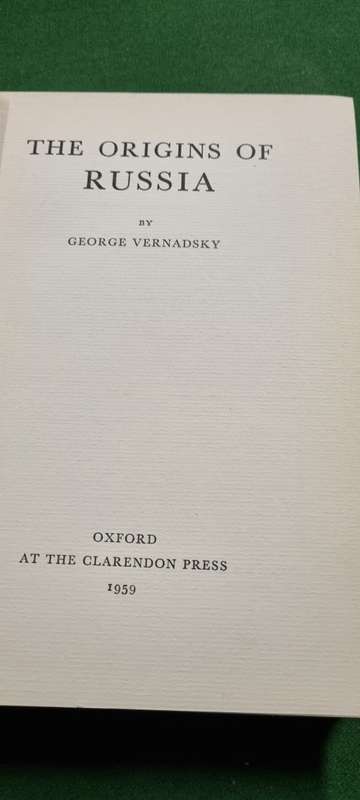 THE ORIGINS OF
RUSSIA
BY
GEORGE VERNADSKY
OXFORD
AT THE CLARENDON PRESS
1959